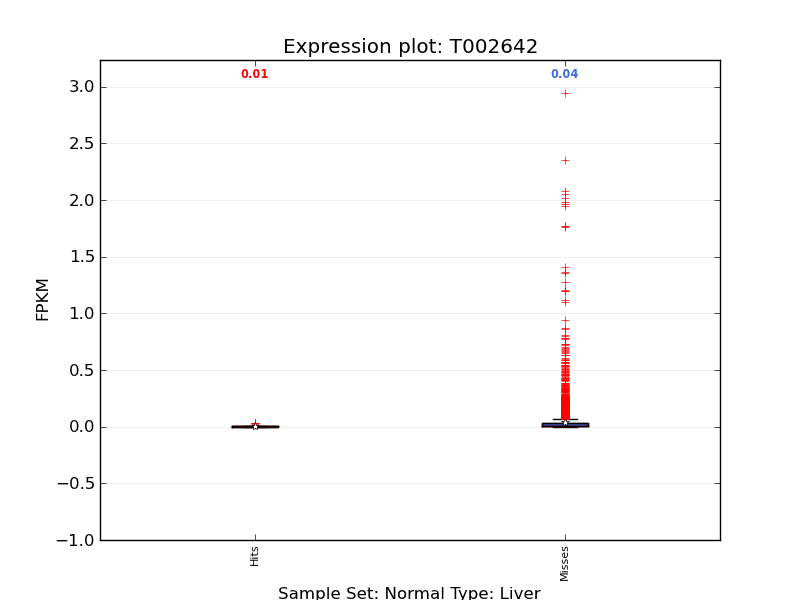 Expression plot: T002642
0.01
0.04
3.0
2.5
2.0
1.5
1.0
0.5
0.0
−0.5
−1.0
FPKM
Hits
Misses
Sample Set: Normal Type: Liver